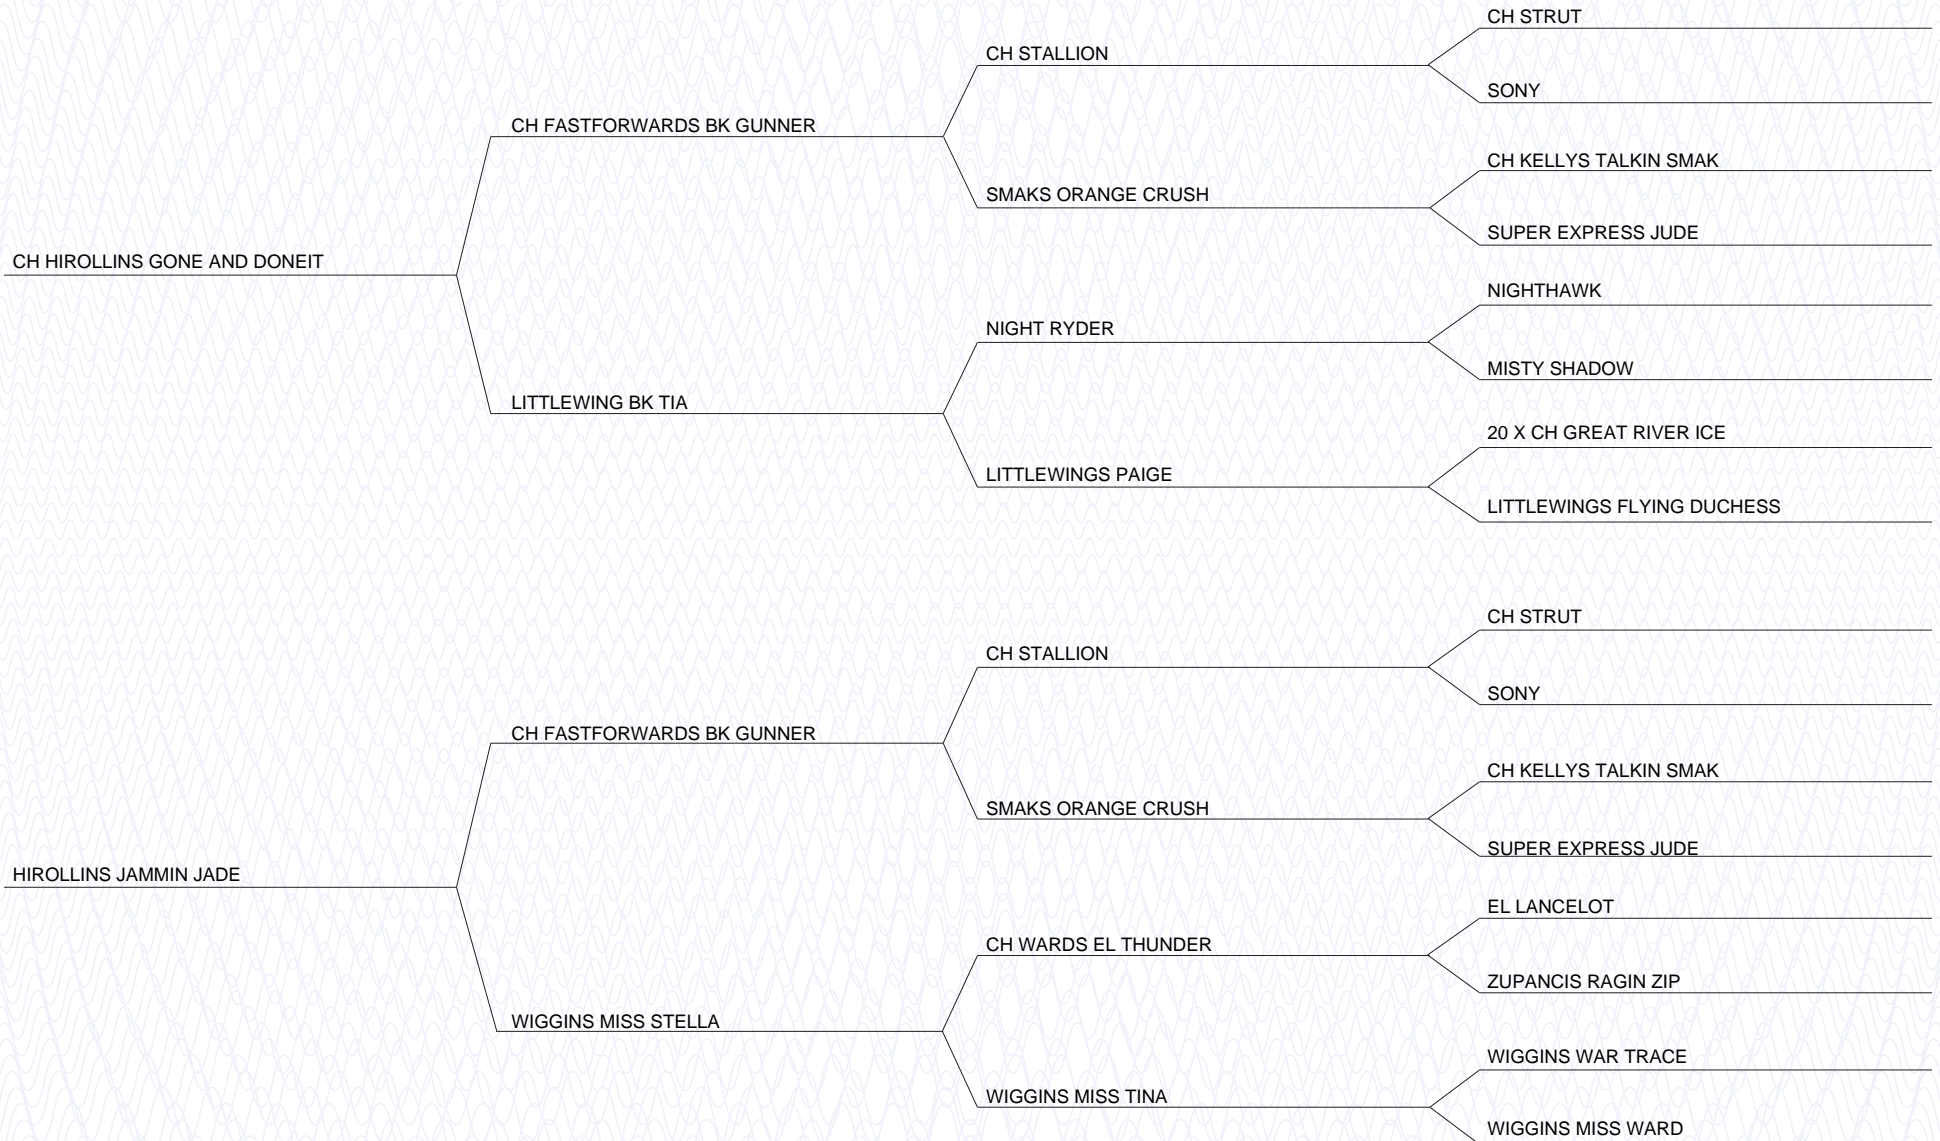 CH STRUT
CH STALLION
SONY
CH FASTFORWARDS BK GUNNER
CH KELLYS TALKIN SMAK
SMAKS ORANGE CRUSH
SUPER EXPRESS JUDE
CH HIROLLINS GONE AND DONEIT
NIGHTHAWK
NIGHT RYDER
MISTY SHADOW
LITTLEWING BK TIA
20 X CH GREAT RIVER ICE
LITTLEWINGS PAIGE
LITTLEWINGS FLYING DUCHESS
CH STRUT
CH STALLION
SONY
CH FASTFORWARDS BK GUNNER
CH KELLYS TALKIN SMAK
SMAKS ORANGE CRUSH
SUPER EXPRESS JUDE
HIROLLINS JAMMIN JADE
EL LANCELOT
CH WARDS EL THUNDER
ZUPANCIS RAGIN ZIP
WIGGINS MISS STELLA
WIGGINS WAR TRACE
WIGGINS MISS TINA
WIGGINS MISS WARD